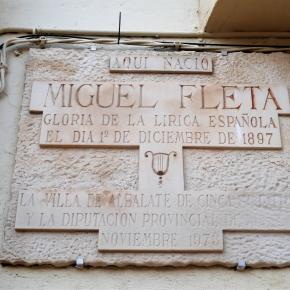 AQUI NACIO
MIGUEL FLETA
GLORIA DE LA LIRICA ESPAÑOLA
EL DIA 1º DE DICIEMBRE DE 1897
LA VILLA DE ALBALATE DE CINCA
Y LA DIPUTACION PROVINCIAL DE
NOVIEMBRE